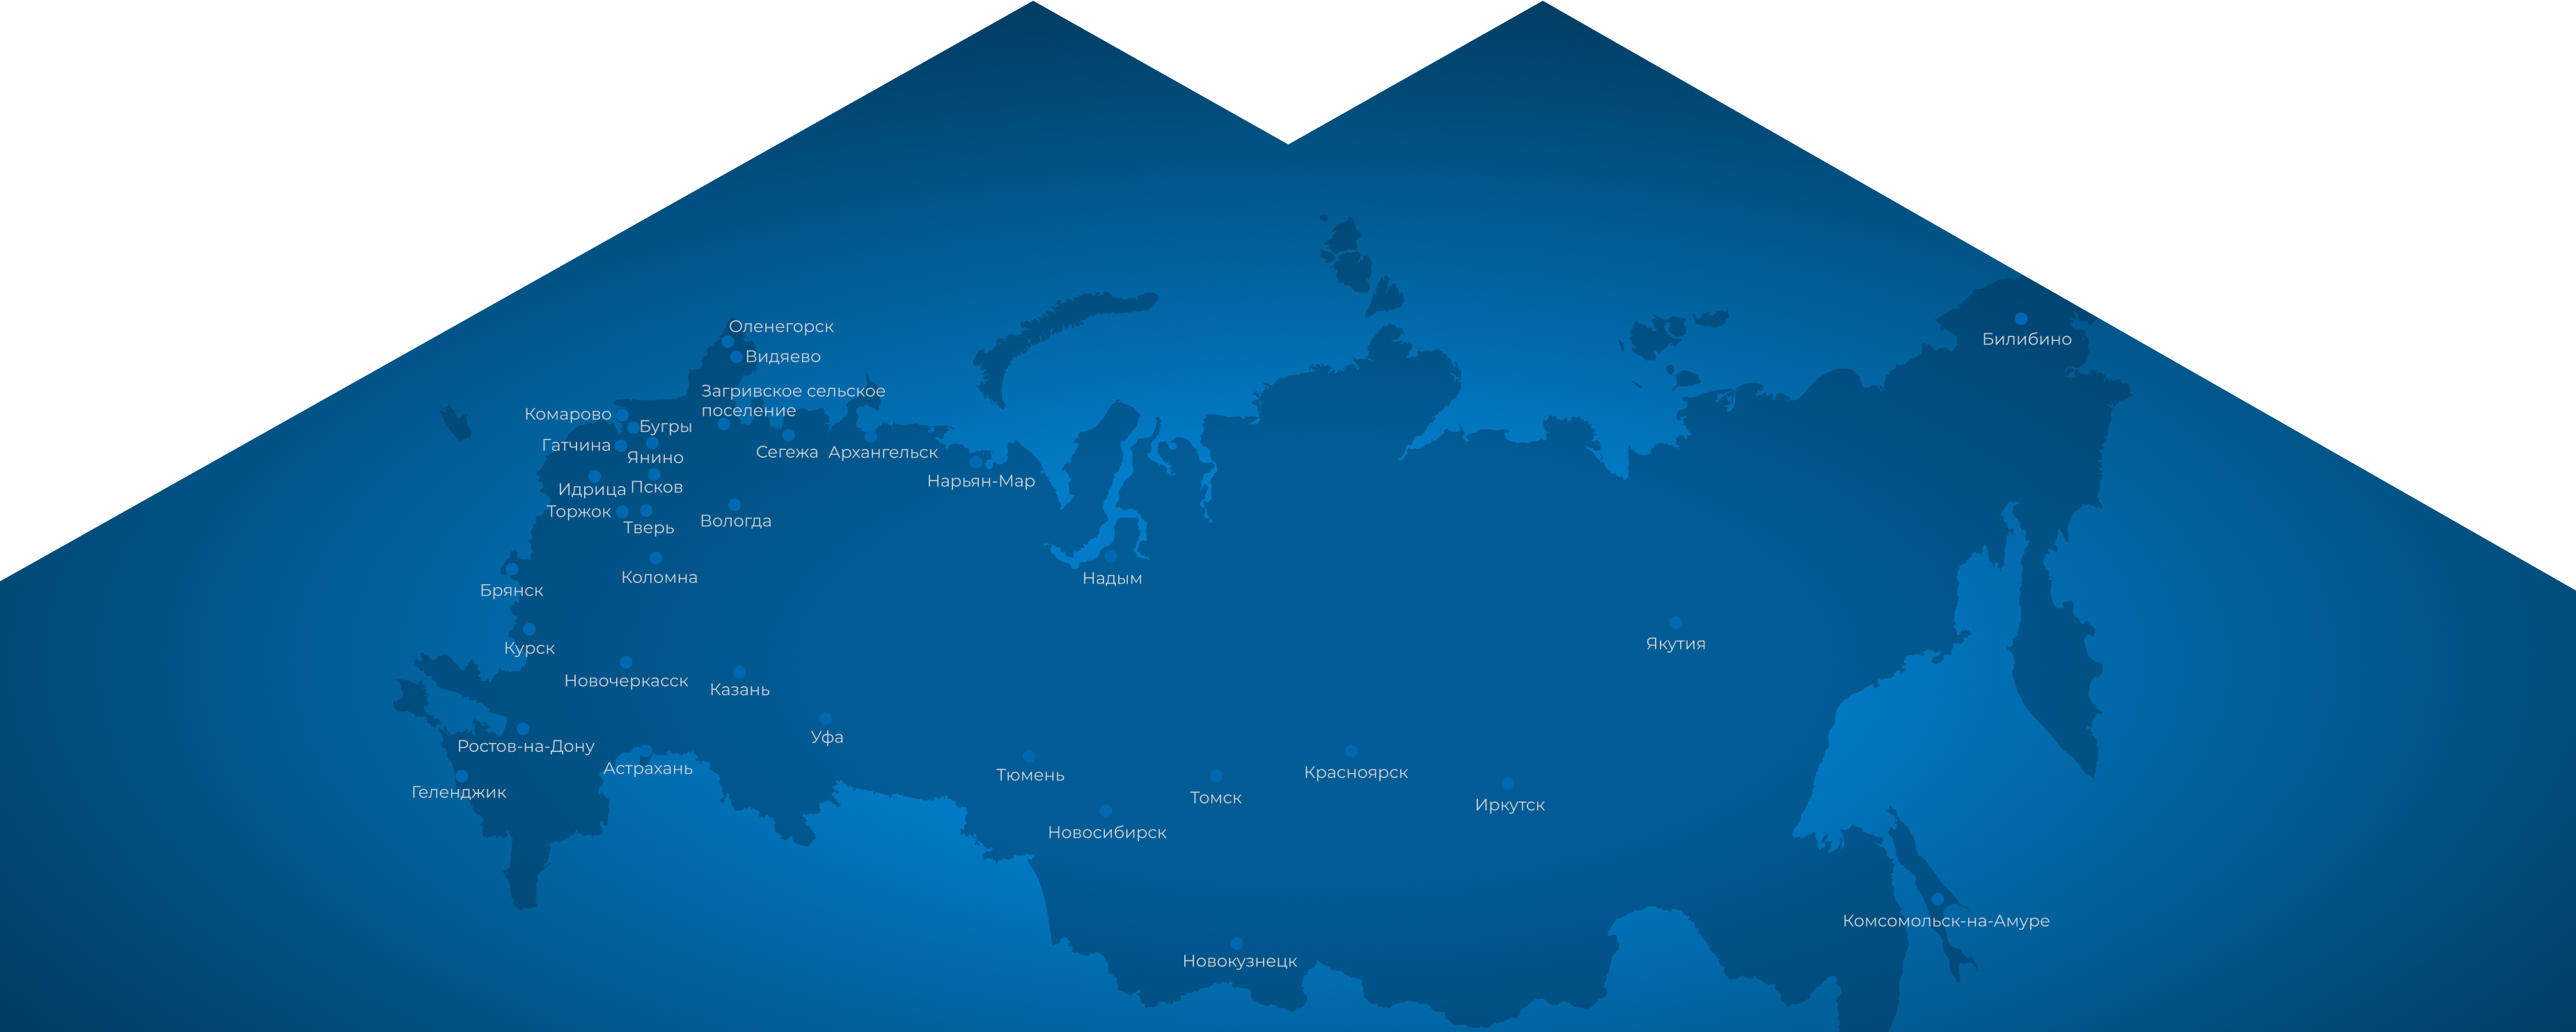 Оленегорск
Билибино
Видяево
Загривское сельское
поселение
Комарово
Бугры
Гатчина
Янино
Сегежа
Архангельск
Нарьян-Мар
Идрица
Псков
Торжок
Тверь
Вологда
Коломна
Надым
Брянск
Курск
Якутия
Новочеркасск
Казань
Уфа
Ростов-на-Дону
Астрахань
Тюмень
Красноярск
Геленджик
Томск
Иркутск
Новосибирск
Комсомольск-на-Амуре
Новокузнецк